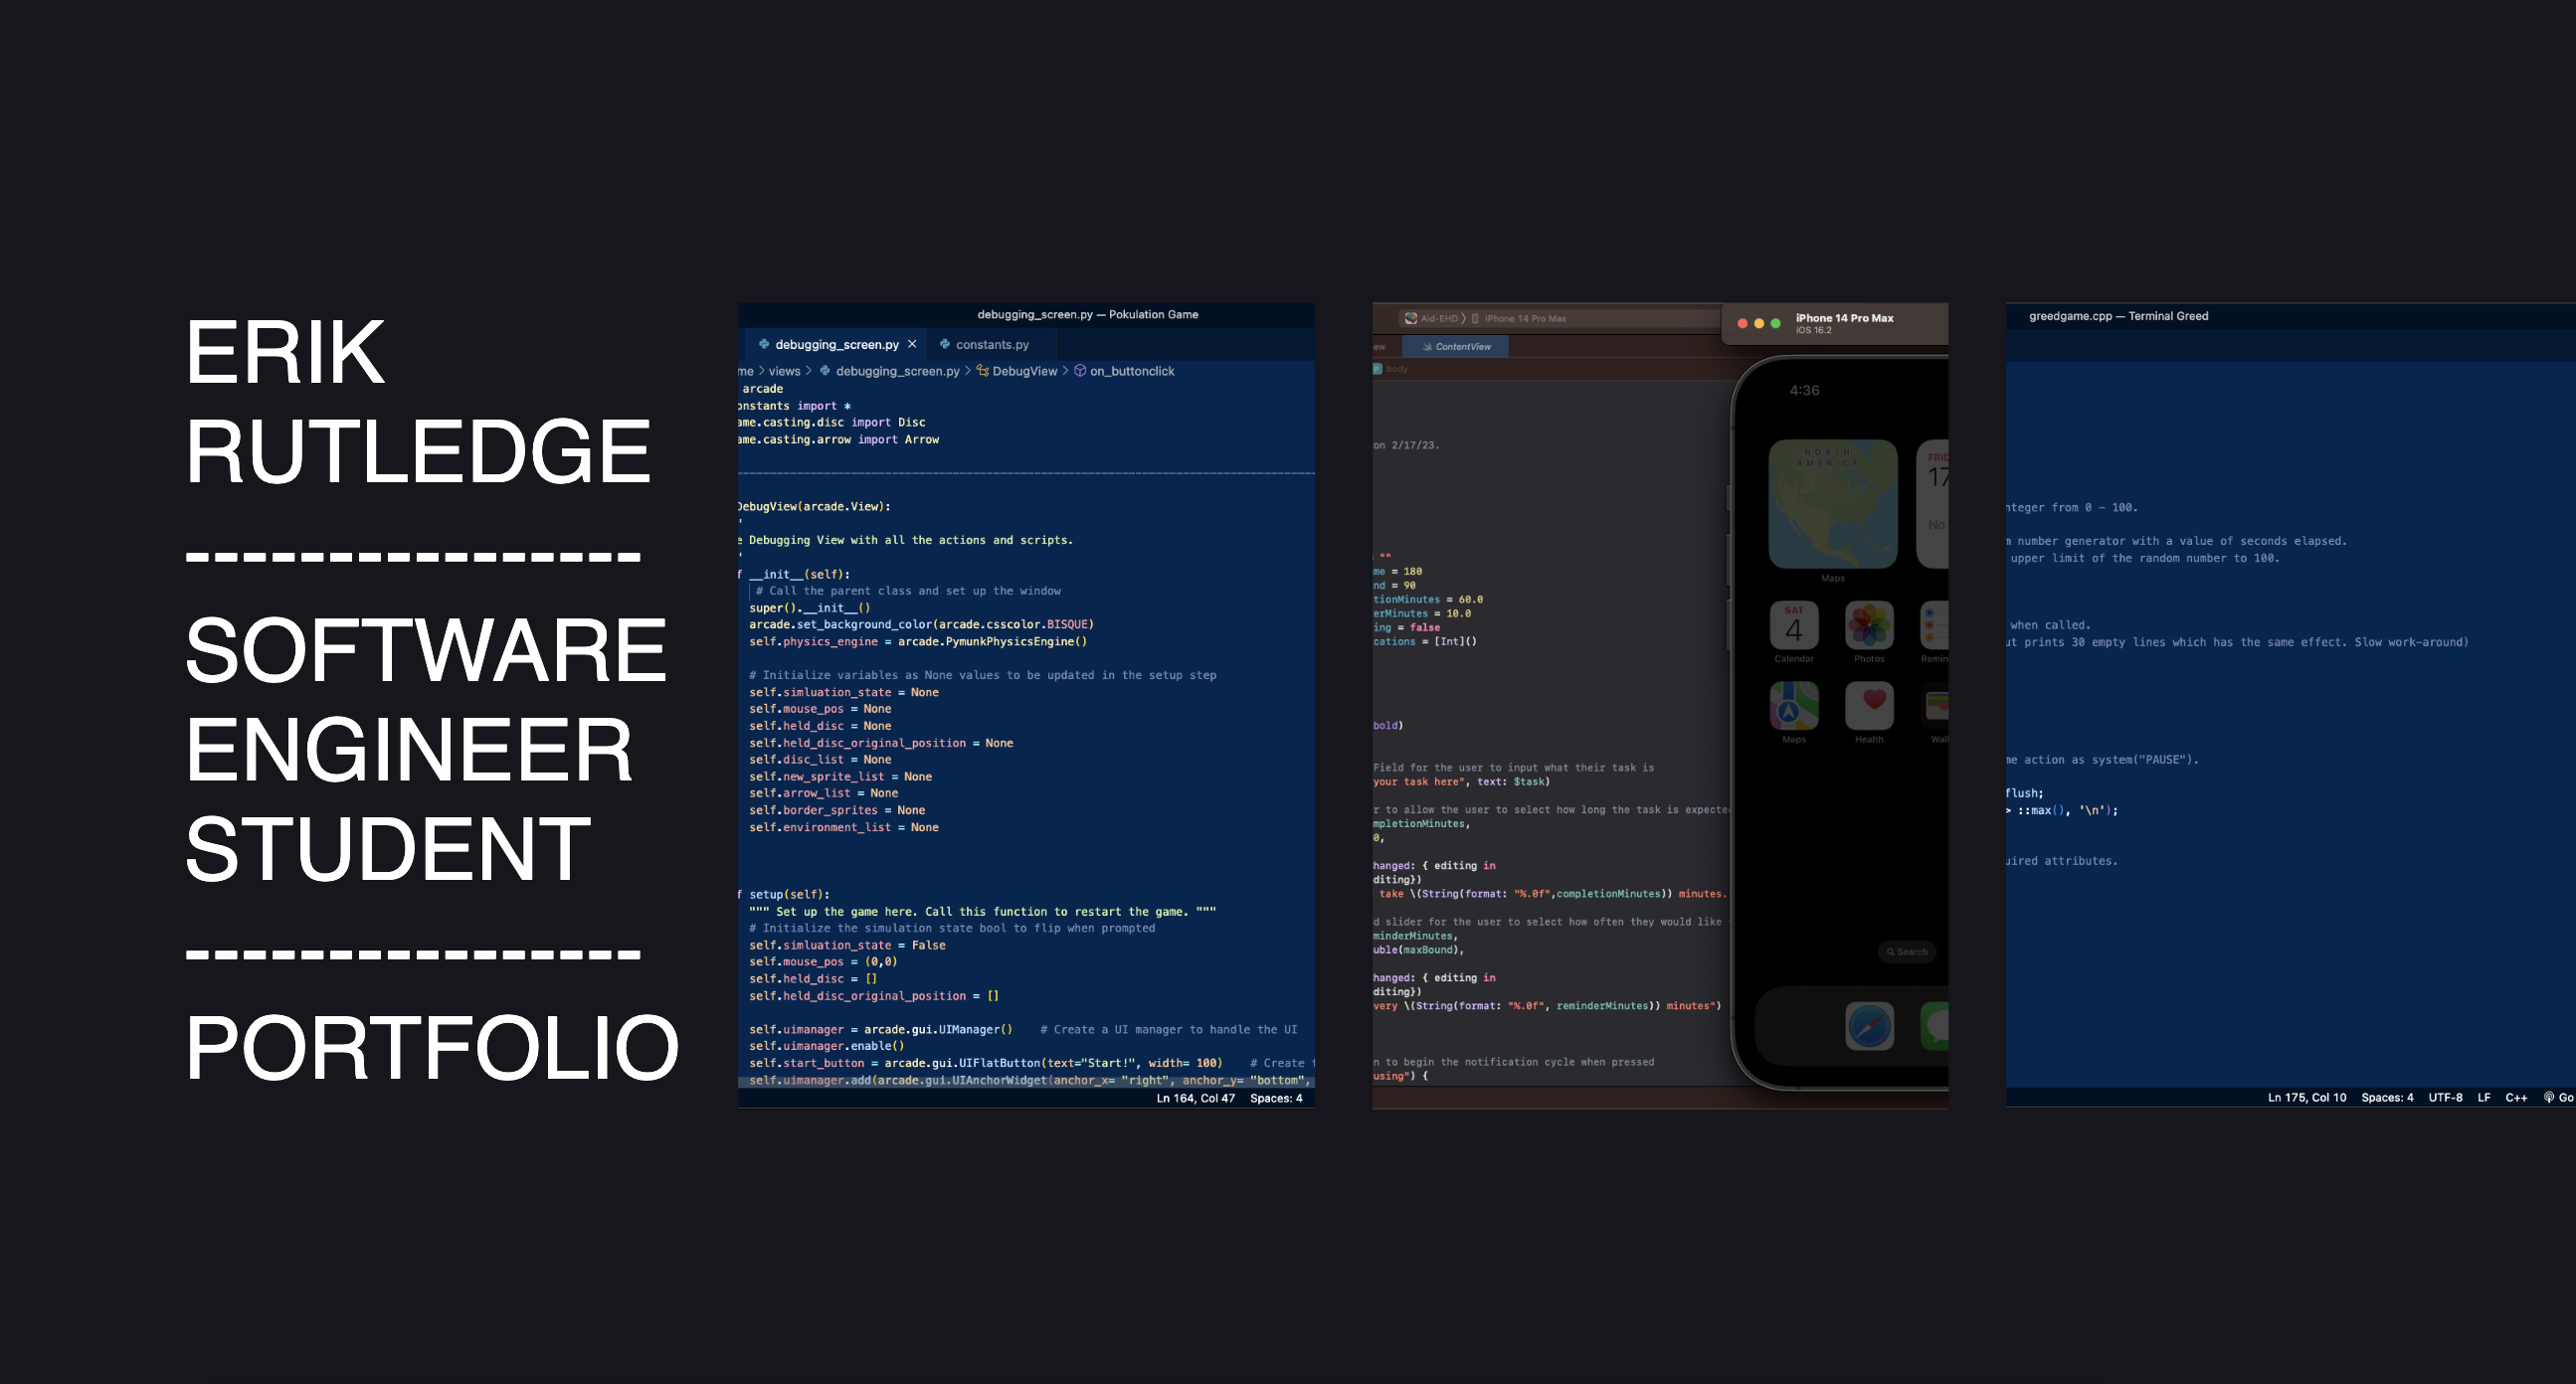 ERIK
RUTLEDGE
----------------
SOFTWARE
ENGINEER
STUDENT
----------------
PORTFOLIO
debugging_screen.py — Pokulation Game
debugging_screen.py × constants.py
me > views > debugging_screen.py > DebugView > on_buttonclick
arcade
onstants import *
ame.casting.disc import Disc
ame.casting.arrow import Arrow
DebugView(arcade.View):
'
e Debugging View with all the actions and scripts.
'
f __init__(self):
# Call the parent class and set up the window
super().__init__()
arcade.set_background_color(arcade.csscolor.BISQUE)
self.physics_engine = arcade.PymunkPhysicsEngine()
# Initialize variables as None values to be updated in the setup step
self.simluation_state = None
self.mouse_pos = None
self.held_disc = None
self.held_disc_original_position = None
self.disc_list = None
self.new_sprite_list = None
self.arrow_list = None
self.border_sprites = None
self.environment_list = None
f setup(self):
""" Set up the game here. Call this function to restart the game. """
# Initialize the simulation state bool to flip when prompted
self.simluation_state = False
self.mouse_pos = (0,0)
self.held_disc = []
self.held_disc_original_position = []
self.uimanager = arcade.gui.UIManager() # Create a UI manager to handle the UI
self.uimanager.enable()
self.start_button = arcade.gui.UIFlatButton(text="Start!", width= 100) # Create
self.uimanager.add(arcade.gui.UIAnchorWidget(anchor_x= "right", anchor_y= "bottom",
Ln 164, Col 47 Spaces: 4
Aid-EHD > iPhone 14 Pro Max
ew ContentView
body
on 2/17/23.
""
me = 180
nd = 90
tionMinutes = 60.0
erMinutes = 10.0
ing = false
cations = [Int]()
bold)
Field for the user to input what their task is
your task here", text: $task)
r to allow the user to select how long the task is expecte
mpletionMinutes,
0,
hanged: { editing in
diting})
take \(String(format: "%.0f",completionMinutes)) minutes.
d slider for the user to select how often they would like
minderMinutes,
uble(maxBound),
hanged: { editing in
diting})
very \(String(format: "%.0f", reminderMinutes)) minutes")
n to begin the notification cycle when pressed
using") {
iPhone 14 Pro Max
iOS 16.2
4:36
NORTH
AMERICA
FRID
17
No
Maps
SAT
4
Calendar Photos Remin
Maps Health Wall
Search
greedgame.cpp — Terminal Greed
nteger from 0 - 100.
m number generator with a value of seconds elapsed.
upper limit of the random number to 100.
when called.
ut prints 30 empty lines which has the same effect. Slow work-around)
me action as system("PAUSE").
flush;
> ::max(), '\n');
uired attributes.
Ln 175, Col 10 Spaces: 4 UTF-8 LF C++ Go